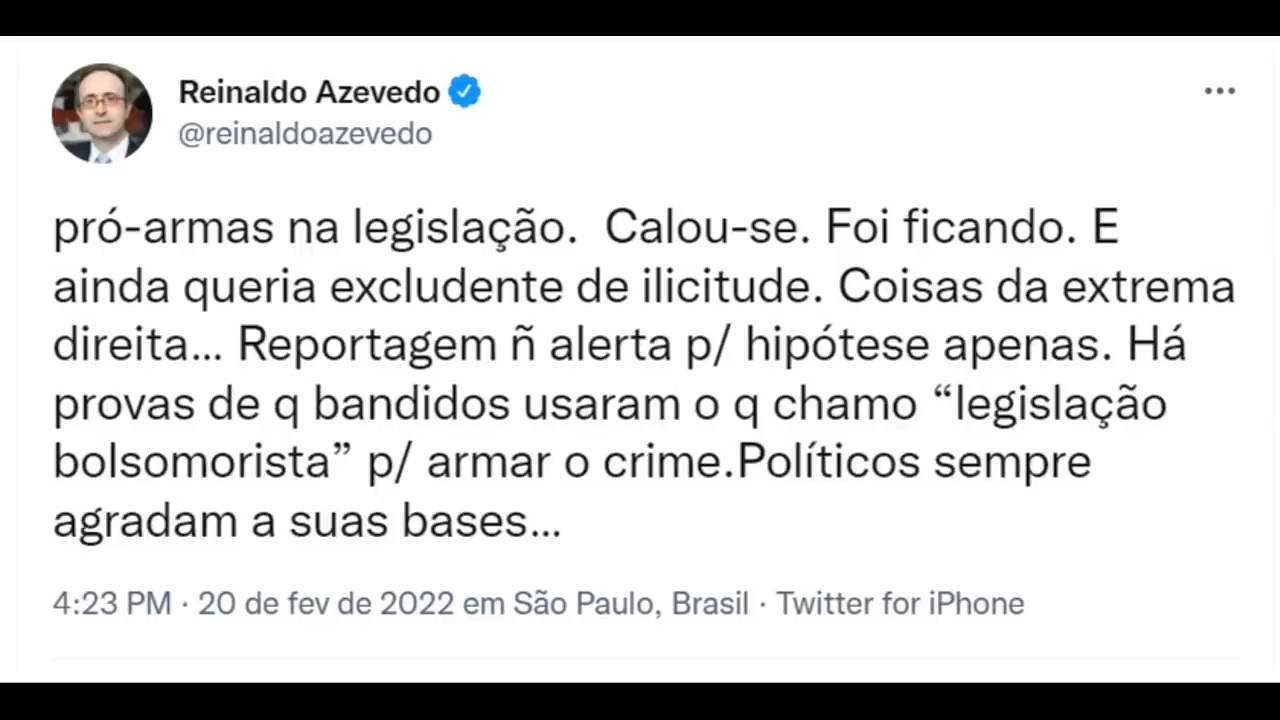 Reinaldo Azevedo
@reinaldoazevedo
pró-armas na legislação.  Calou-se. Foi ficando. E
ainda queria excludente de ilicitude. Coisas da extrema
direita... Reportagem ñ alerta p/ hipótese apenas. Há
provas de q bandidos usaram o q chamo “legislação
bolsomorista” p/ armar o crime.Políticos sempre
agradam a suas bases...
4:23 PM · 20 de fev de 2022 em São Paulo, Brasil · Twitter for iPhone